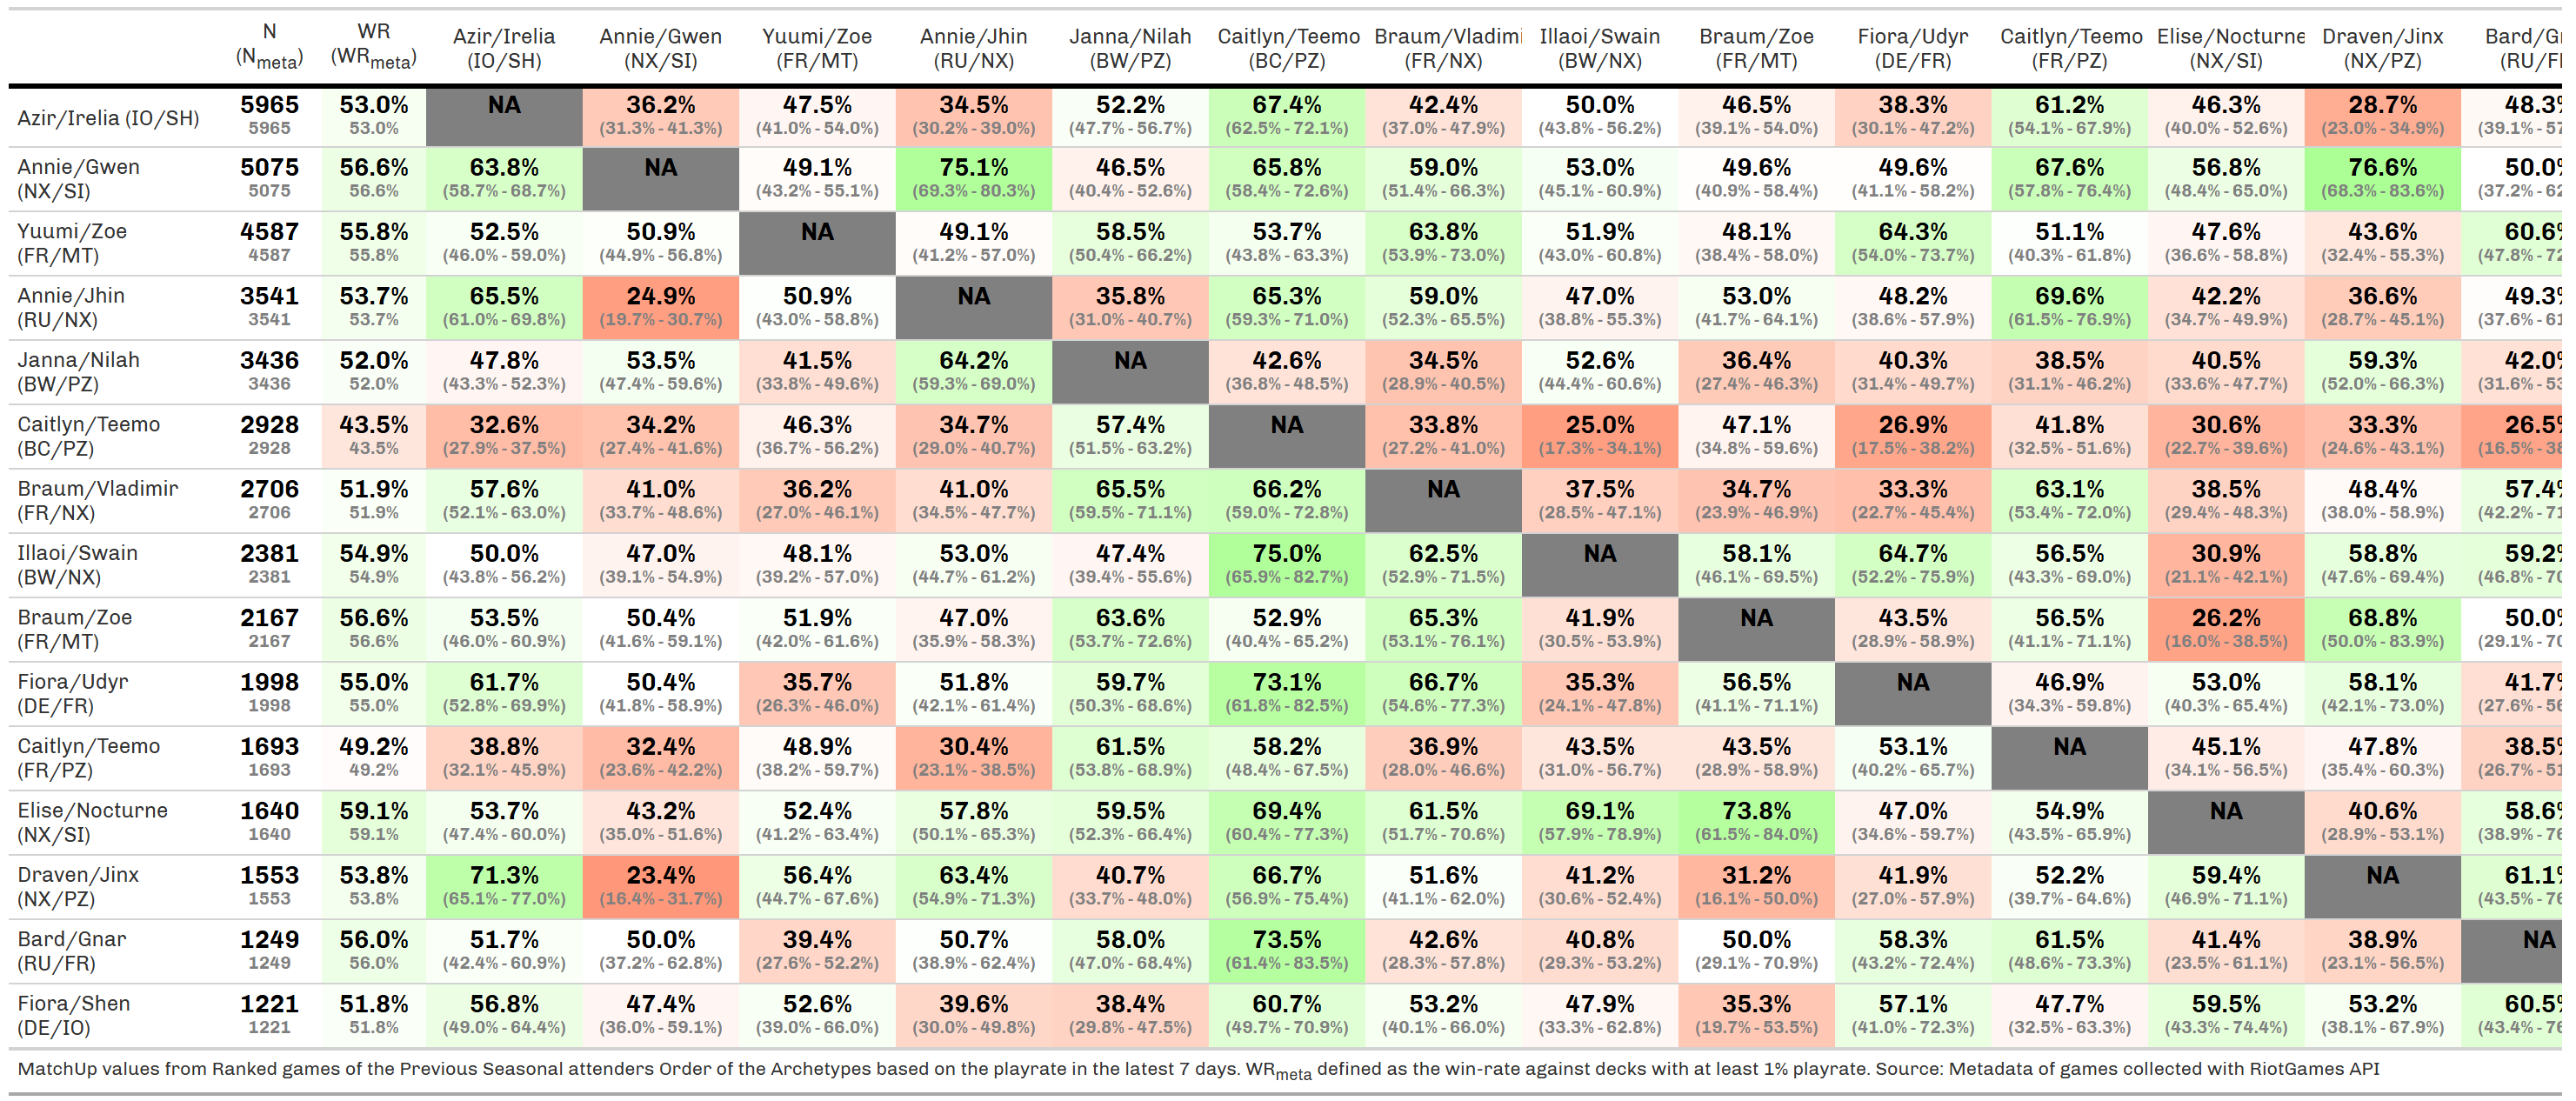 N WR Azir/Irelia Annie/Gwen Yuumi/Zoe Annie/Jhin Janna/Nilah Caitlyn/Teemo Braum/Vladimi Illaoi/Swain Braum/Zoe Fiora/Udyr Caitlyn/Teemo Elise/Nocturne Draven/Jinx Bard/G
(Nmeta) (WRmeta) (IO/SH) (NX/SI) (FR/MT) (RU/NX) (BW/PZ) (BC/PZ) (FR/NX) (BW/NX) (FR/MT) (DE/FR) (FR/PZ) (NX/SI) (NX/PZ) (RU/F
Azir/Irelia (IO/SH) 5965 53.0% NA 36.2% 47.5% 34.5% 52.2% 67.4% 42.4% 50.0% 46.5% 38.3% 61.2% 46.3% 28.7% 48.3%
5965 53.0% (31.3% - 41.3%) (41.0% - 54.0%) (30.2% - 39.0%) (47.7% - 56.7%) (62.5% - 72.1%) (37.0% - 47.9%) (43.8% - 56.2%) (39.1% - 54.0%) (30.1% - 47.2%) (54.1% - 67.9%) (40.0% - 52.6%) (23.0% - 34.9%) (39.1% - 57
Annie/Gwen 5075 56.6% 63.8% NA 49.1% 75.1% 46.5% 65.8% 59.0% 53.0% 49.6% 49.6% 67.6% 56.8% 76.6% 50.0%
(NX/SI) 5075 56.6% (58.7% - 68.7%) (43.2% - 55.1%) (69.3% - 80.3%) (40.4% - 52.6%) (58.4% - 72.6%) (51.4% - 66.3%) (45.1% - 60.9%) (40.9% - 58.4%) (41.1% - 58.2%) (57.8% - 76.4%) (48.4% - 65.0%) (68.3% - 83.6%) (37.2% - 62
Yuumi/Zoe 4587 55.8% 52.5% 50.9% NA 49.1% 58.5% 53.7% 63.8% 51.9% 48.1% 64.3% 51.1% 47.6% 43.6% 60.6%
(FR/MT) 4587 55.8% (46.0% - 59.0%) (44.9% - 56.8%) (41.2% - 57.0%) (50.4% - 66.2%) (43.8% - 63.3%) (53.9% - 73.0%) (43.0% - 60.8%) (38.4% - 58.0%) (54.0% - 73.7%) (40.3% - 61.8%) (36.6% - 58.8%) (32.4% - 55.3%) (47.8% - 72
Annie/Jhin 3541 53.7% 65.5% 24.9% 50.9% NA 35.8% 65.3% 59.0% 47.0% 53.0% 48.2% 69.6% 42.2% 36.6% 49.3%
(RU/NX) 3541 53.7% (61.0% - 69.8%) (19.7% - 30.7%) (43.0% - 58.8%) (31.0% - 40.7%) (59.3% - 71.0%) (52.3% - 65.5%) (38.8% - 55.3%) (41.7% - 64.1%) (38.6% - 57.9%) (61.5% - 76.9%) (34.7% - 49.9%) (28.7% - 45.1%) (37.6% - 61
Janna/Nilah 3436 52.0% 47.8% 53.5% 41.5% 64.2% NA 42.6% 34.5% 52.6% 36.4% 40.3% 38.5% 40.5% 59.3% 42.0%
(BW/PZ) 3436 52.0% (43.3% - 52.3%) (47.4% - 59.6%) (33.8% - 49.6%) (59.3% - 69.0%) (36.8% - 48.5%) (28.9% - 40.5%) (44.4% - 60.6%) (27.4% - 46.3%) (31.4% - 49.7%) (31.1% - 46.2%) (33.6% - 47.7%) (52.0% - 66.3%) (31.6% - 53
Caitlyn/Teemo 2928 43.5% 32.6% 34.2% 46.3% 34.7% 57.4% NA 33.8% 25.0% 47.1% 26.9% 41.8% 30.6% 33.3% 26.5%
(BC/PZ) 2928 43.5% (27.9% - 37.5%) (27.4% - 41.6%) (36.7% - 56.2%) (29.0% - 40.7%) (51.5% - 63.2%) (27.2% - 41.0%) (17.3% - 34.1%) (34.8% - 59.6%) (17.5% - 38.2%) (32.5% - 51.6%) (22.7% - 39.6%) (24.6% - 43.1%) (16.5% - 38
Braum/Vladimir 2706 51.9% 57.6% 41.0% 36.2% 41.0% 65.5% 66.2% NA 37.5% 34.7% 33.3% 63.1% 38.5% 48.4% 57.4%
(FR/NX) 2706 51.9% (52.1% - 63.0%) (33.7% - 48.6%) (27.0% - 46.1%) (34.5% - 47.7%) (59.5% - 71.1%) (59.0% - 72.8%) (28.5% - 47.1%) (23.9% - 46.9%) (22.7% - 45.4%) (53.4% - 72.0%) (29.4% - 48.3%) (38.0% - 58.9%) (42.2% - 71
Illaoi/Swain 2381 54.9% 50.0% 47.0% 48.1% 53.0% 47.4% 75.0% 62.5% NA 58.1% 64.7% 56.5% 30.9% 58.8% 59.2%
(BW/NX) 2381 54.9% (43.8% - 56.2%) (39.1% - 54.9%) (39.2% - 57.0%) (44.7% - 61.2%) (39.4% - 55.6%) (65.9% - 82.7%) (52.9% - 71.5%) (46.1% - 69.5%) (52.2% - 75.9%) (43.3% - 69.0%) (21.1% - 42.1%) (47.6% - 69.4%) (46.8% - 70
Braum/Zoe 2167 56.6% 53.5% 50.4% 51.9% 47.0% 63.6% 52.9% 65.3% 41.9% NA 43.5% 56.5% 26.2% 68.8% 50.0%
(FR/MT) 2167 56.6% (46.0% - 60.9%) (41.6% - 59.1%) (42.0% - 61.6%) (35.9% - 58.3%) (53.7% - 72.6%) (40.4% - 65.2%) (53.1% - 76.1%) (30.5% - 53.9%) (28.9% - 58.9%) (41.1% - 71.1%) (16.0% - 38.5%) (50.0% - 83.9%) (29.1% - 70
Fiora/Udyr 1998 55.0% 61.7% 50.4% 35.7% 51.8% 59.7% 73.1% 66.7% 35.3% 56.5% NA 46.9% 53.0% 58.1% 41.7%
(DE/FR) 1998 55.0% (52.8% - 69.9%) (41.8% - 58.9%) (26.3% - 46.0%) (42.1% - 61.4%) (50.3% - 68.6%) (61.8% - 82.5%) (54.6% - 77.3%) (24.1% - 47.8%) (41.1% - 71.1%) (34.3% - 59.8%) (40.3% - 65.4%) (42.1% - 73.0%) (27.6% - 56
Caitlyn/Teemo 1693 49.2% 38.8% 32.4% 48.9% 30.4% 61.5% 58.2% 36.9% 43.5% 43.5% 53.1% NA 45.1% 47.8% 38.5%
(FR/PZ) 1693 49.2% (32.1% - 45.9%) (23.6% - 42.2%) (38.2% - 59.7%) (23.1% - 38.5%) (53.8% - 68.9%) (48.4% - 67.5%) (28.0% - 46.6%) (31.0% - 56.7%) (28.9% - 58.9%) (40.2% - 65.7%) (34.1% - 56.5%) (35.4% - 60.3%) (26.7% - 51
Elise/Nocturne 1640 59.1% 53.7% 43.2% 52.4% 57.8% 59.5% 69.4% 61.5% 69.1% 73.8% 47.0% 54.9% NA 40.6% 58.6%
(NX/SI) 1640 59.1% (47.4% - 60.0%) (35.0% - 51.6%) (41.2% - 63.4%) (50.1% - 65.3%) (52.3% - 66.4%) (60.4% - 77.3%) (51.7% - 70.6%) (57.9% - 78.9%) (61.5% - 84.0%) (34.6% - 59.7%) (43.5% - 65.9%) (28.9% - 53.1%) (38.9% - 76
Draven/Jinx 1553 53.8% 71.3% 23.4% 56.4% 63.4% 40.7% 66.7% 51.6% 41.2% 31.2% 41.9% 52.2% 59.4% NA 61.1%
(NX/PZ) 1553 53.8% (65.1% - 77.0%) (16.4% - 31.7%) (44.7% - 67.6%) (54.9% - 71.3%) (33.7% - 48.0%) (56.9% - 75.4%) (41.1% - 62.0%) (30.6% - 52.4%) (16.1% - 50.0%) (27.0% - 57.9%) (39.7% - 64.6%) (46.9% - 71.1%) (43.5% - 76
Bard/Gnar 1249 56.0% 51.7% 50.0% 39.4% 50.7% 58.0% 73.5% 42.6% 40.8% 50.0% 58.3% 61.5% 41.4% 38.9% NA
(RU/FR) 1249 56.0% (42.4% - 60.9%) (37.2% - 62.8%) (27.6% - 52.2%) (38.9% - 62.4%) (47.0% - 68.4%) (61.4% - 83.5%) (28.3% - 57.8%) (29.3% - 53.2%) (29.1% - 70.9%) (43.2% - 72.4%) (48.6% - 73.3%) (23.5% - 61.1%) (23.1% - 56.5%)
Fiora/Shen 1221 51.8% 56.8% 47.4% 52.6% 39.6% 38.4% 60.7% 53.2% 47.9% 35.3% 57.1% 47.7% 59.5% 53.2% 60.5%
(DE/IO) 1221 51.8% (49.0% - 64.4%) (36.0% - 59.1%) (39.0% - 66.0%) (30.0% - 49.8%) (29.8% - 47.5%) (49.7% - 70.9%) (40.1% - 66.0%) (33.3% - 62.8%) (19.7% - 53.5%) (41.0% - 72.3%) (32.5% - 63.3%) (43.3% - 74.4%) (38.1% - 67.9%) (43.4% - 76
MatchUp values from Ranked games of the Previous Seasonal attenders Order of the Archetypes based on the playrate in the latest 7 days. WRmeta defined as the win-rate against decks with at least 1% playrate. Source: Metadata of games collected with RiotGames API